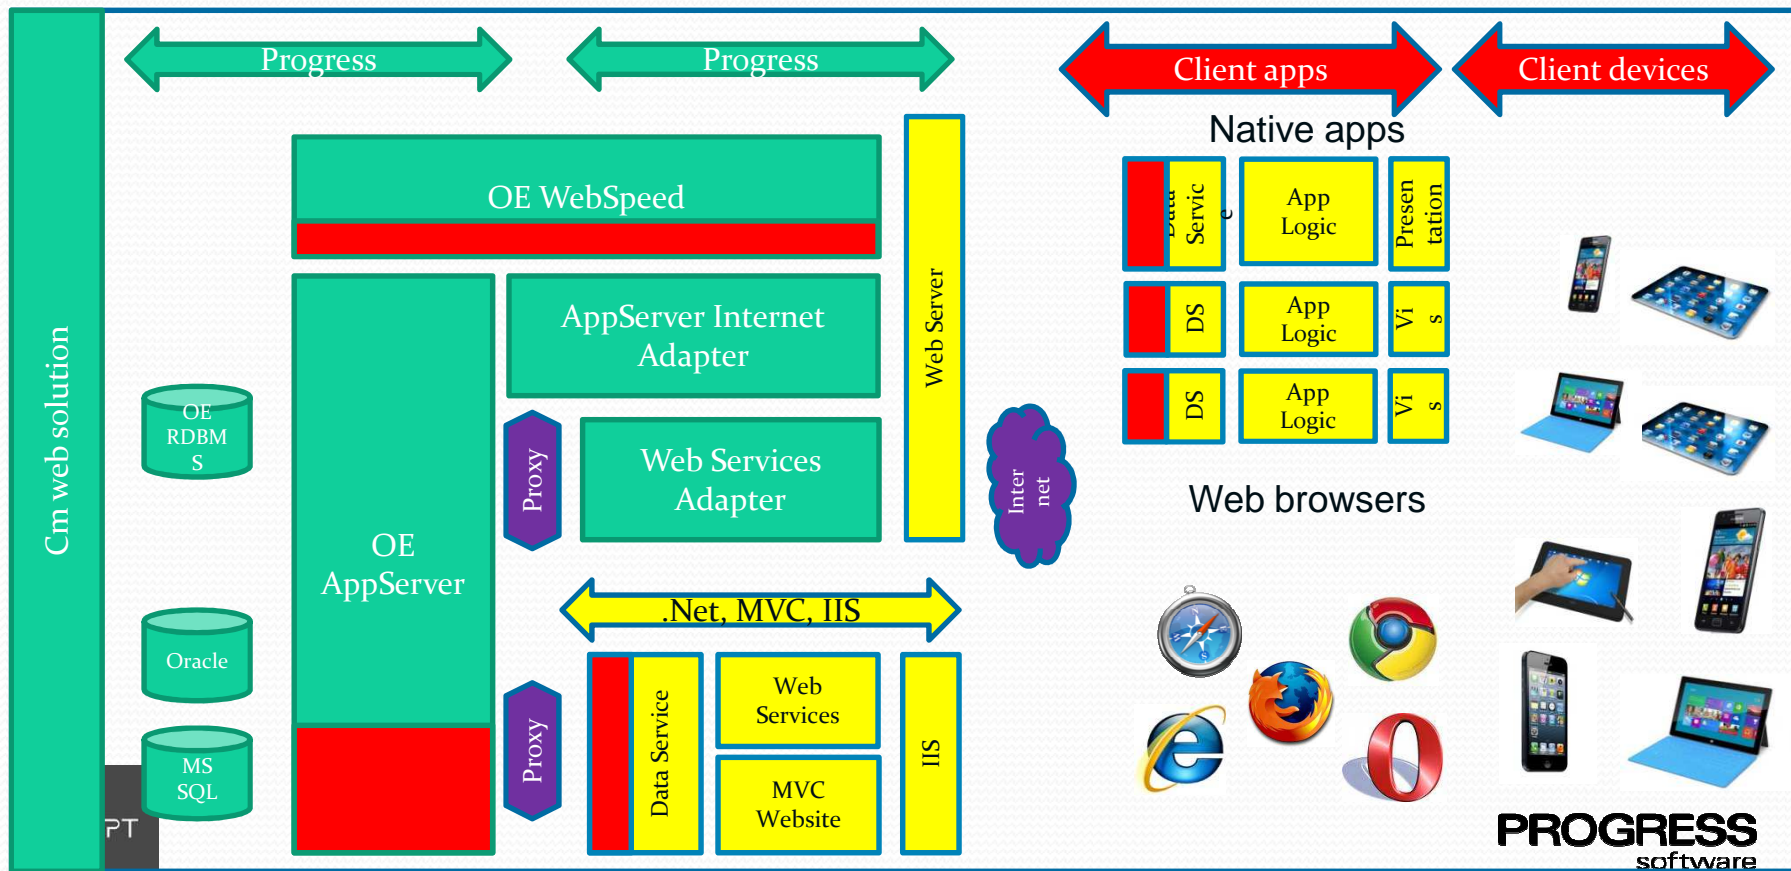 Cm web solution
Progress
Progress
Client apps
Client devices
Native apps
OE WebSpeed
Data
Servic
e
App
Logic
Presen
tation
AppServer Internet
Adapter
Web Server
DS
App
Logic
Vi
s
DS
App
Logic
Vi
s
OE
RDBM
S
Proxy
Web Services
Adapter
Inter
net
Web browsers
OE
AppServer
.Net, MVC, IIS
Oracle
MS
SQL
Proxy
Data Service
Web
Services
MVC
Website
IIS
PT
PROGRESS
software